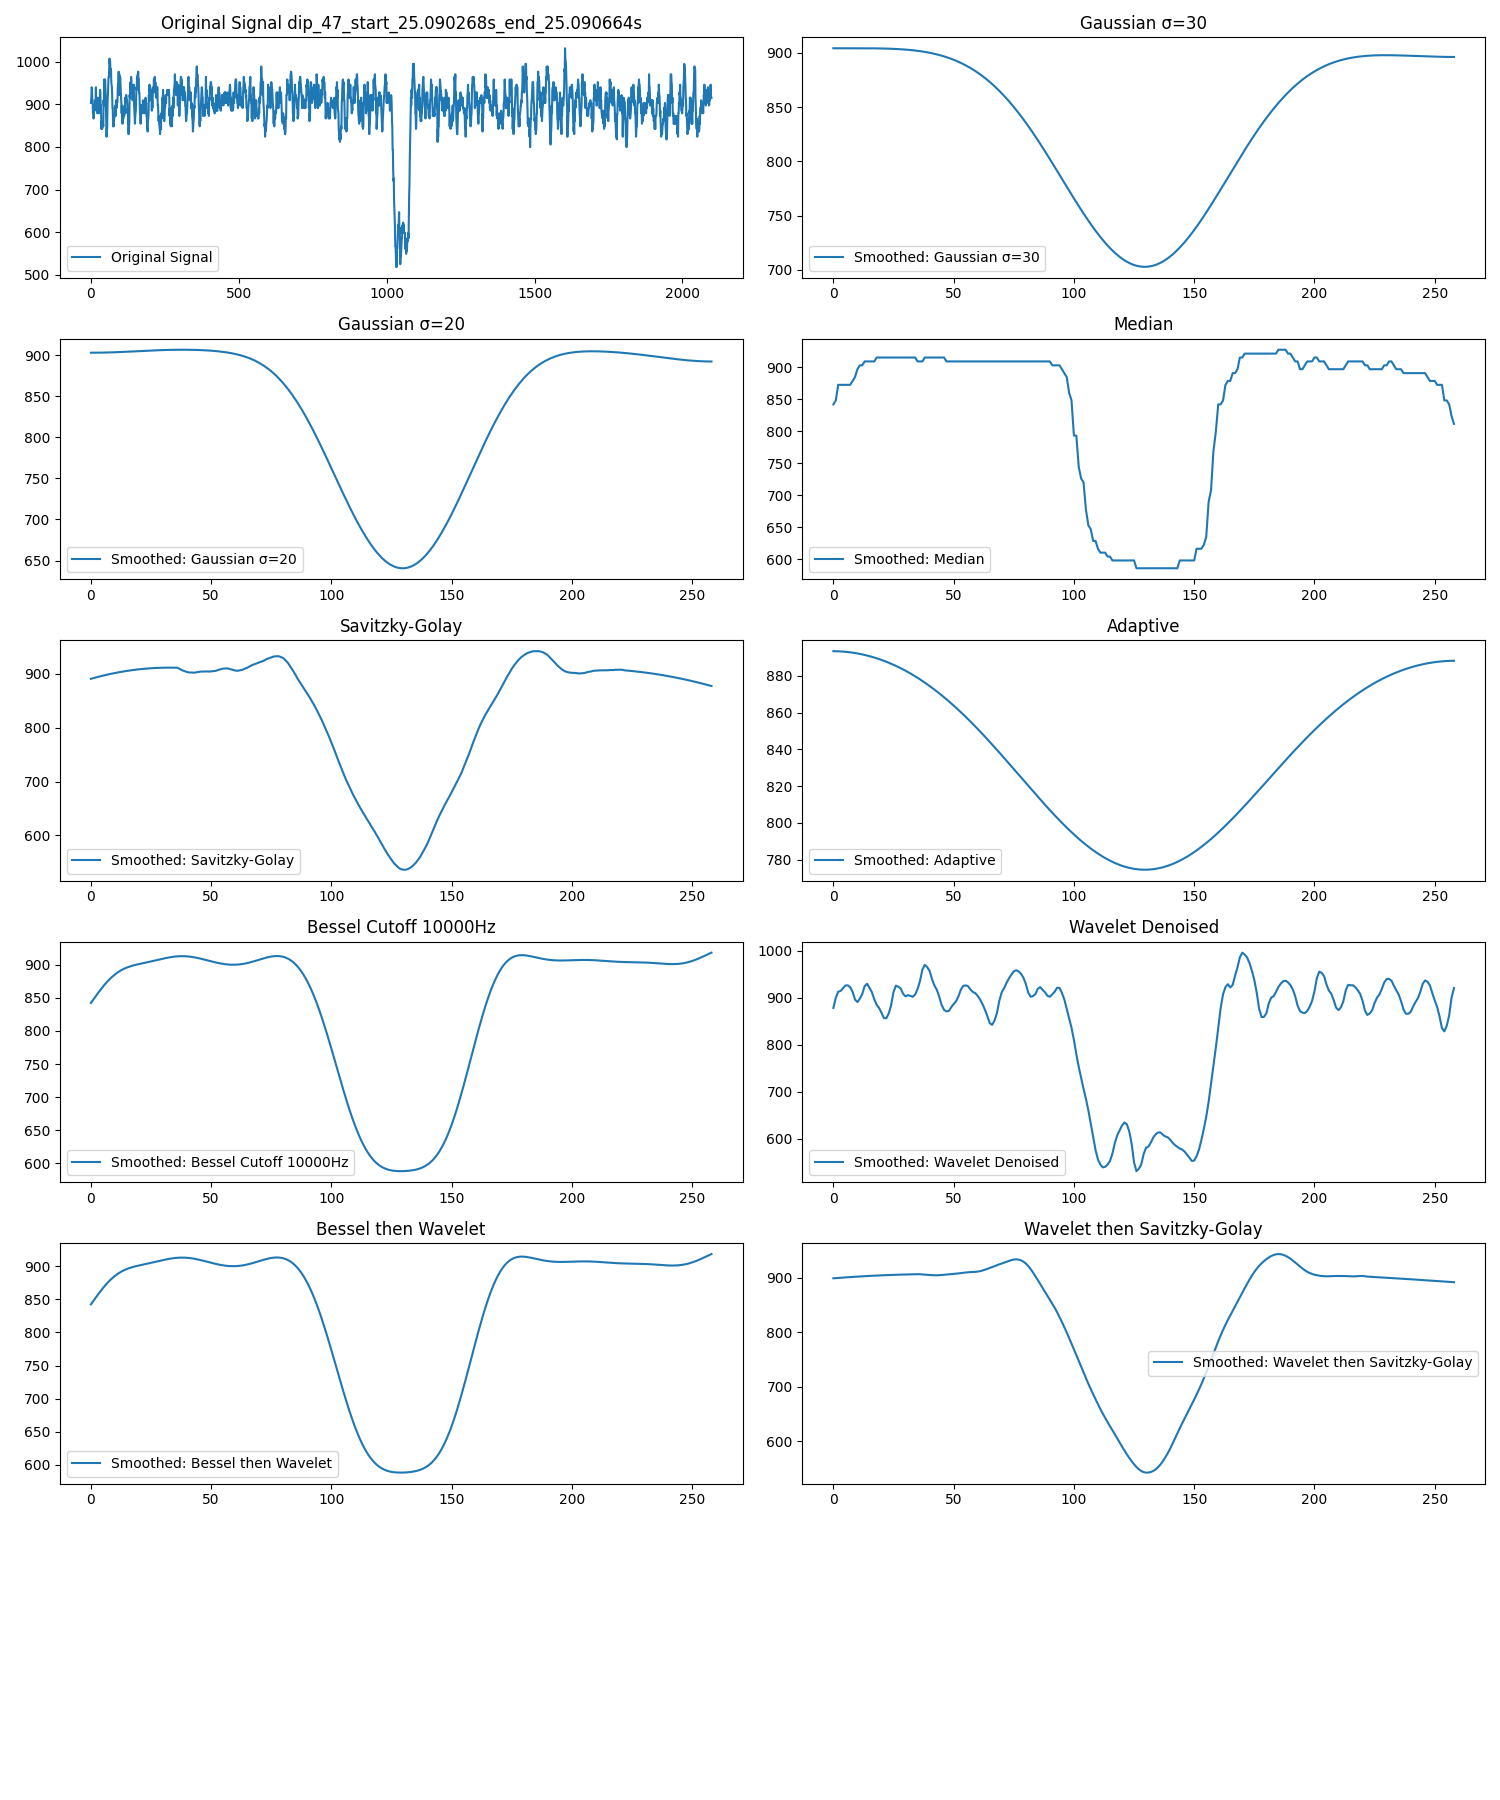 Original Signal dip_47_start_25.090268s_end_25.090664s
1000
900
800
700
600
500
Original Signal
0 500 1000 1500 2000
Gaussian σ=30
900
850
800
750
700
Smoothed: Gaussian σ=30
0 50 100 150 200 250
Gaussian σ=20
900
850
800
750
700
650
Smoothed: Gaussian σ=20
0 50 100 150 200 250
Median
900
850
800
750
700
650
600
Smoothed: Median
0 50 100 150 200 250
Savitzky-Golay
900
800
700
600
Smoothed: Savitzky-Golay
0 50 100 150 200 250
Adaptive
880
860
840
820
800
780
Smoothed: Adaptive
0 50 100 150 200 250
Bessel Cutoff 10000Hz
900
850
800
750
700
650
600
Smoothed: Bessel Cutoff 10000Hz
0 50 100 150 200 250
Wavelet Denoised
1000
900
800
700
600
Smoothed: Wavelet Denoised
0 50 100 150 200 250
Bessel then Wavelet
900
850
800
750
700
650
600
Smoothed: Bessel then Wavelet
0 50 100 150 200 250
Wavelet then Savitzky-Golay
900
800
700
600
Smoothed: Wavelet then Savitzky-Golay
0 50 100 150 200 250